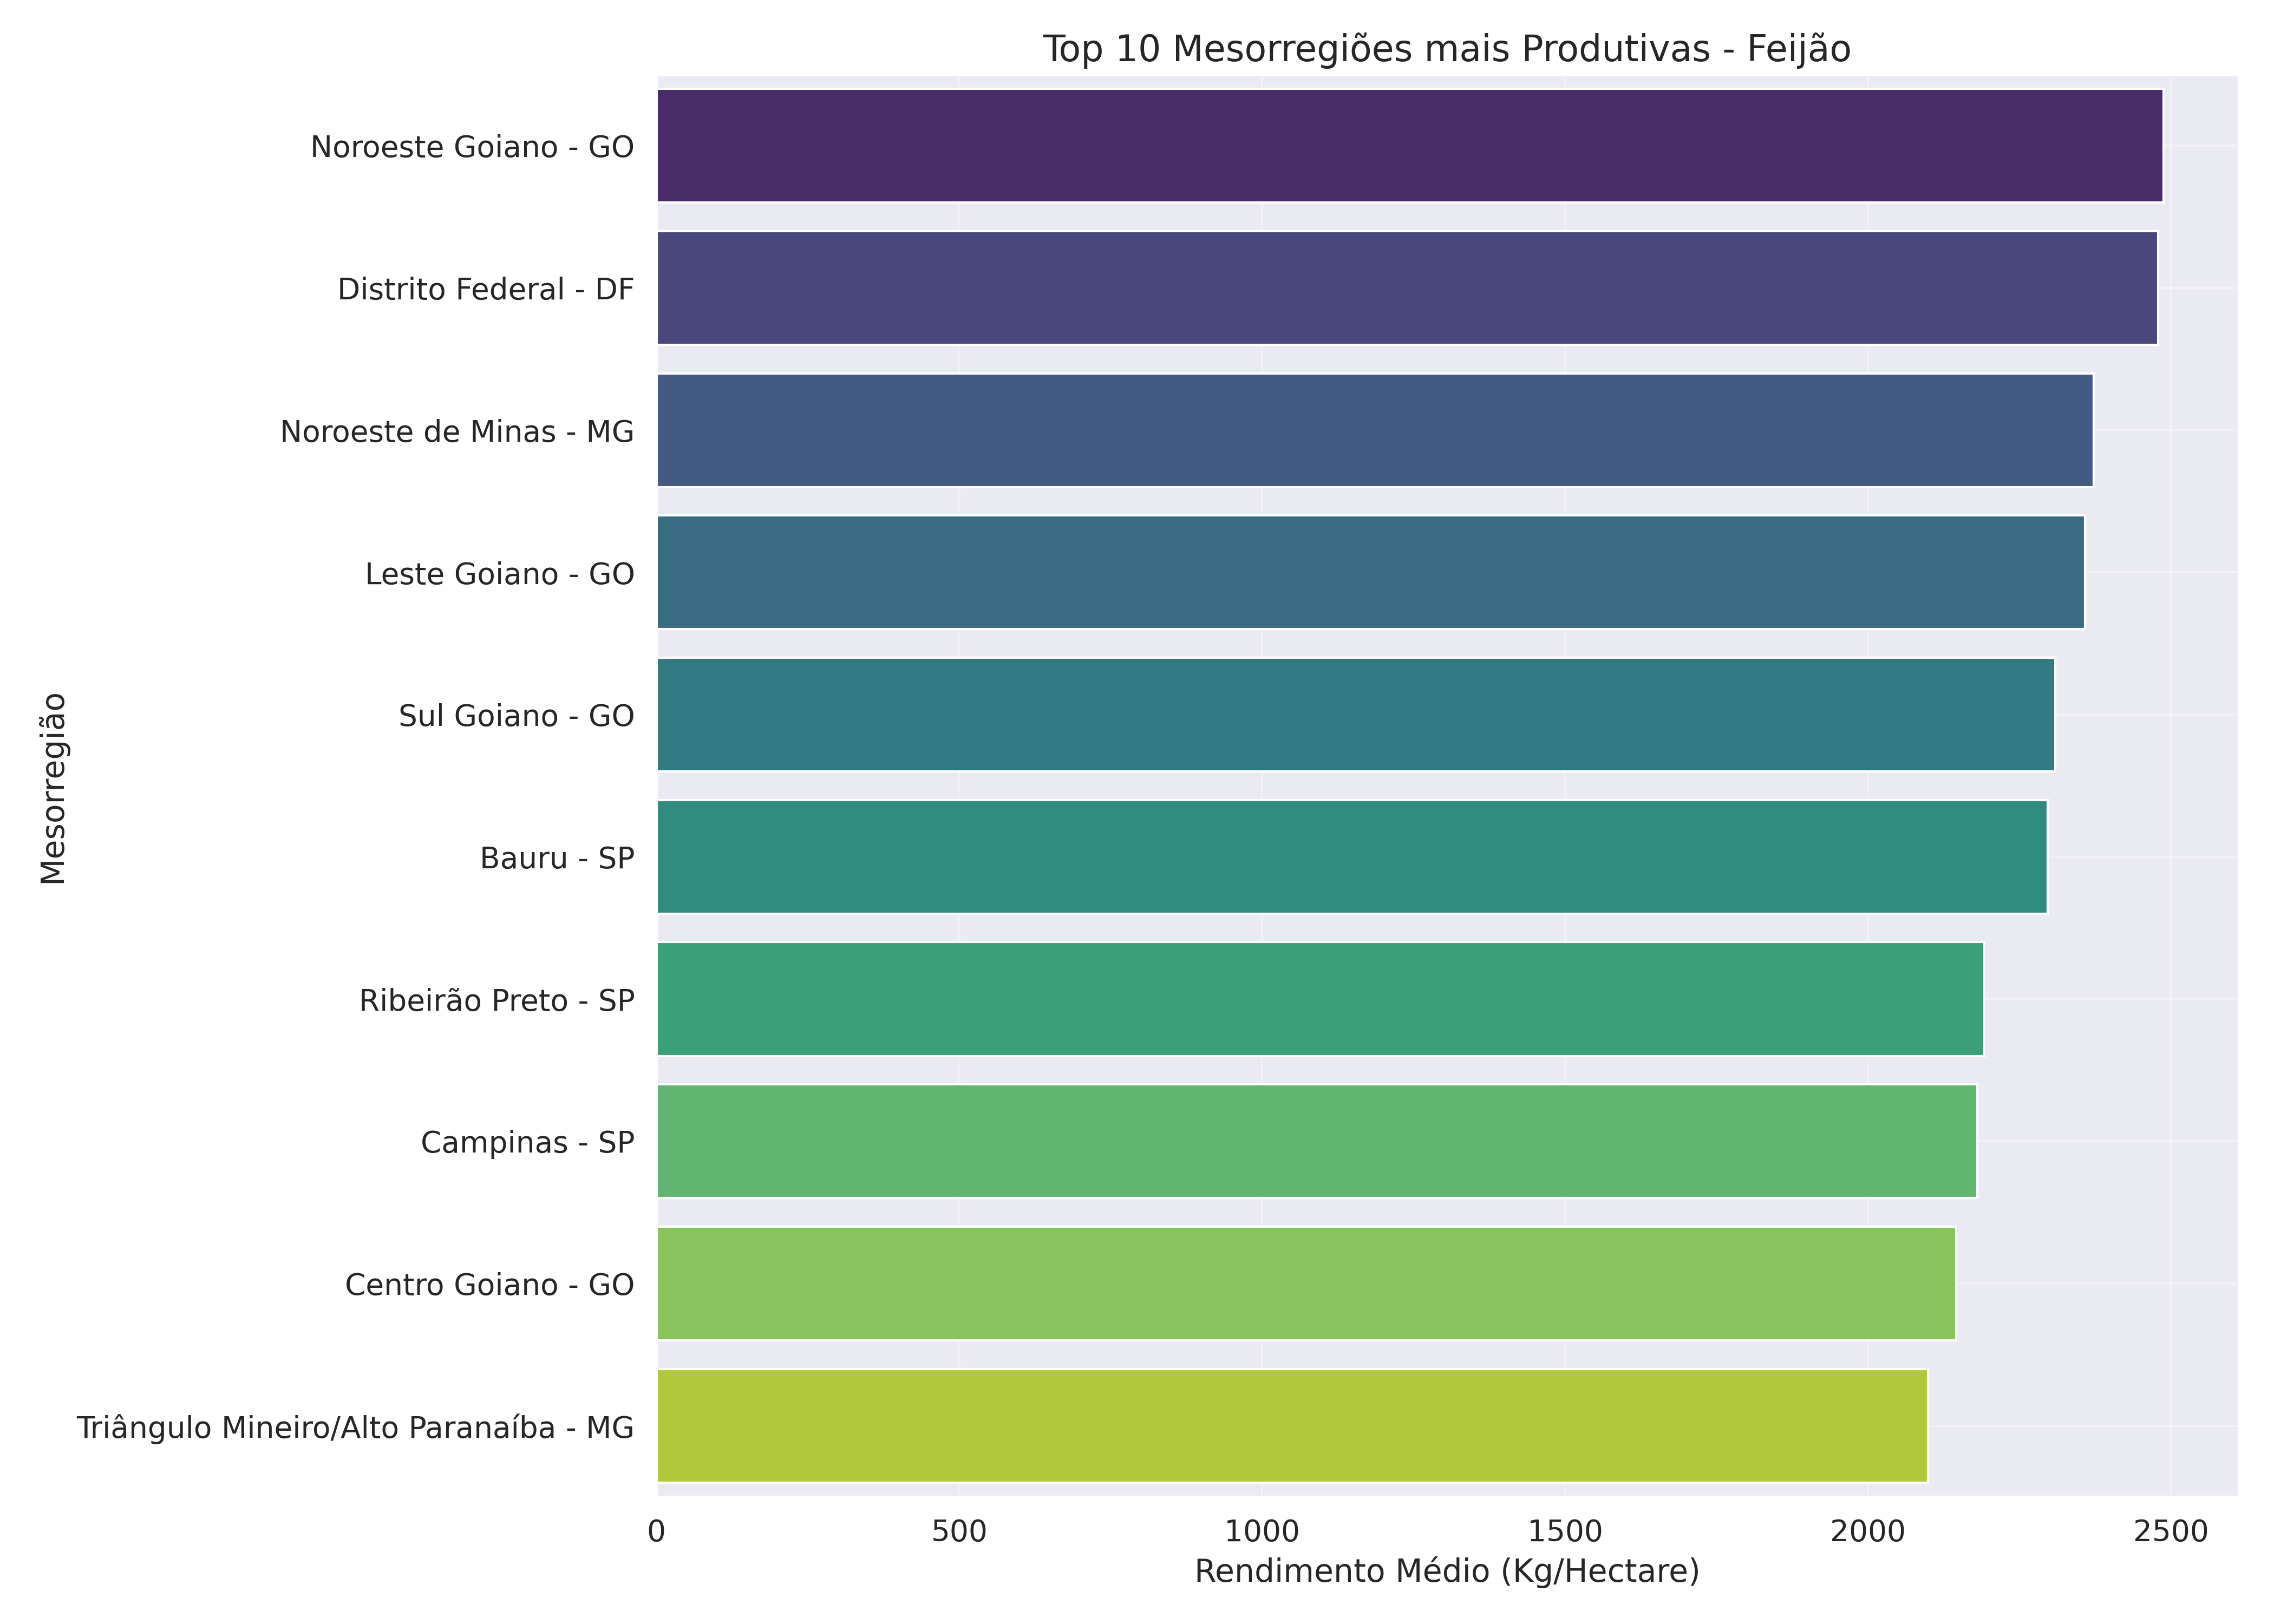 Top 10 Mesorregiões mais Produtivas - Feijão
Mesorregião
Noroeste Goiano - GO
Distrito Federal - DF
Noroeste de Minas - MG
Leste Goiano - GO
Sul Goiano - GO
Bauru - SP
Ribeirão Preto - SP
Campinas - SP
Centro Goiano - GO
Triângulo Mineiro/Alto Paranaíba - MG
0 500 1000 1500 2000 2500
Rendimento Médio (Kg/Hectare)